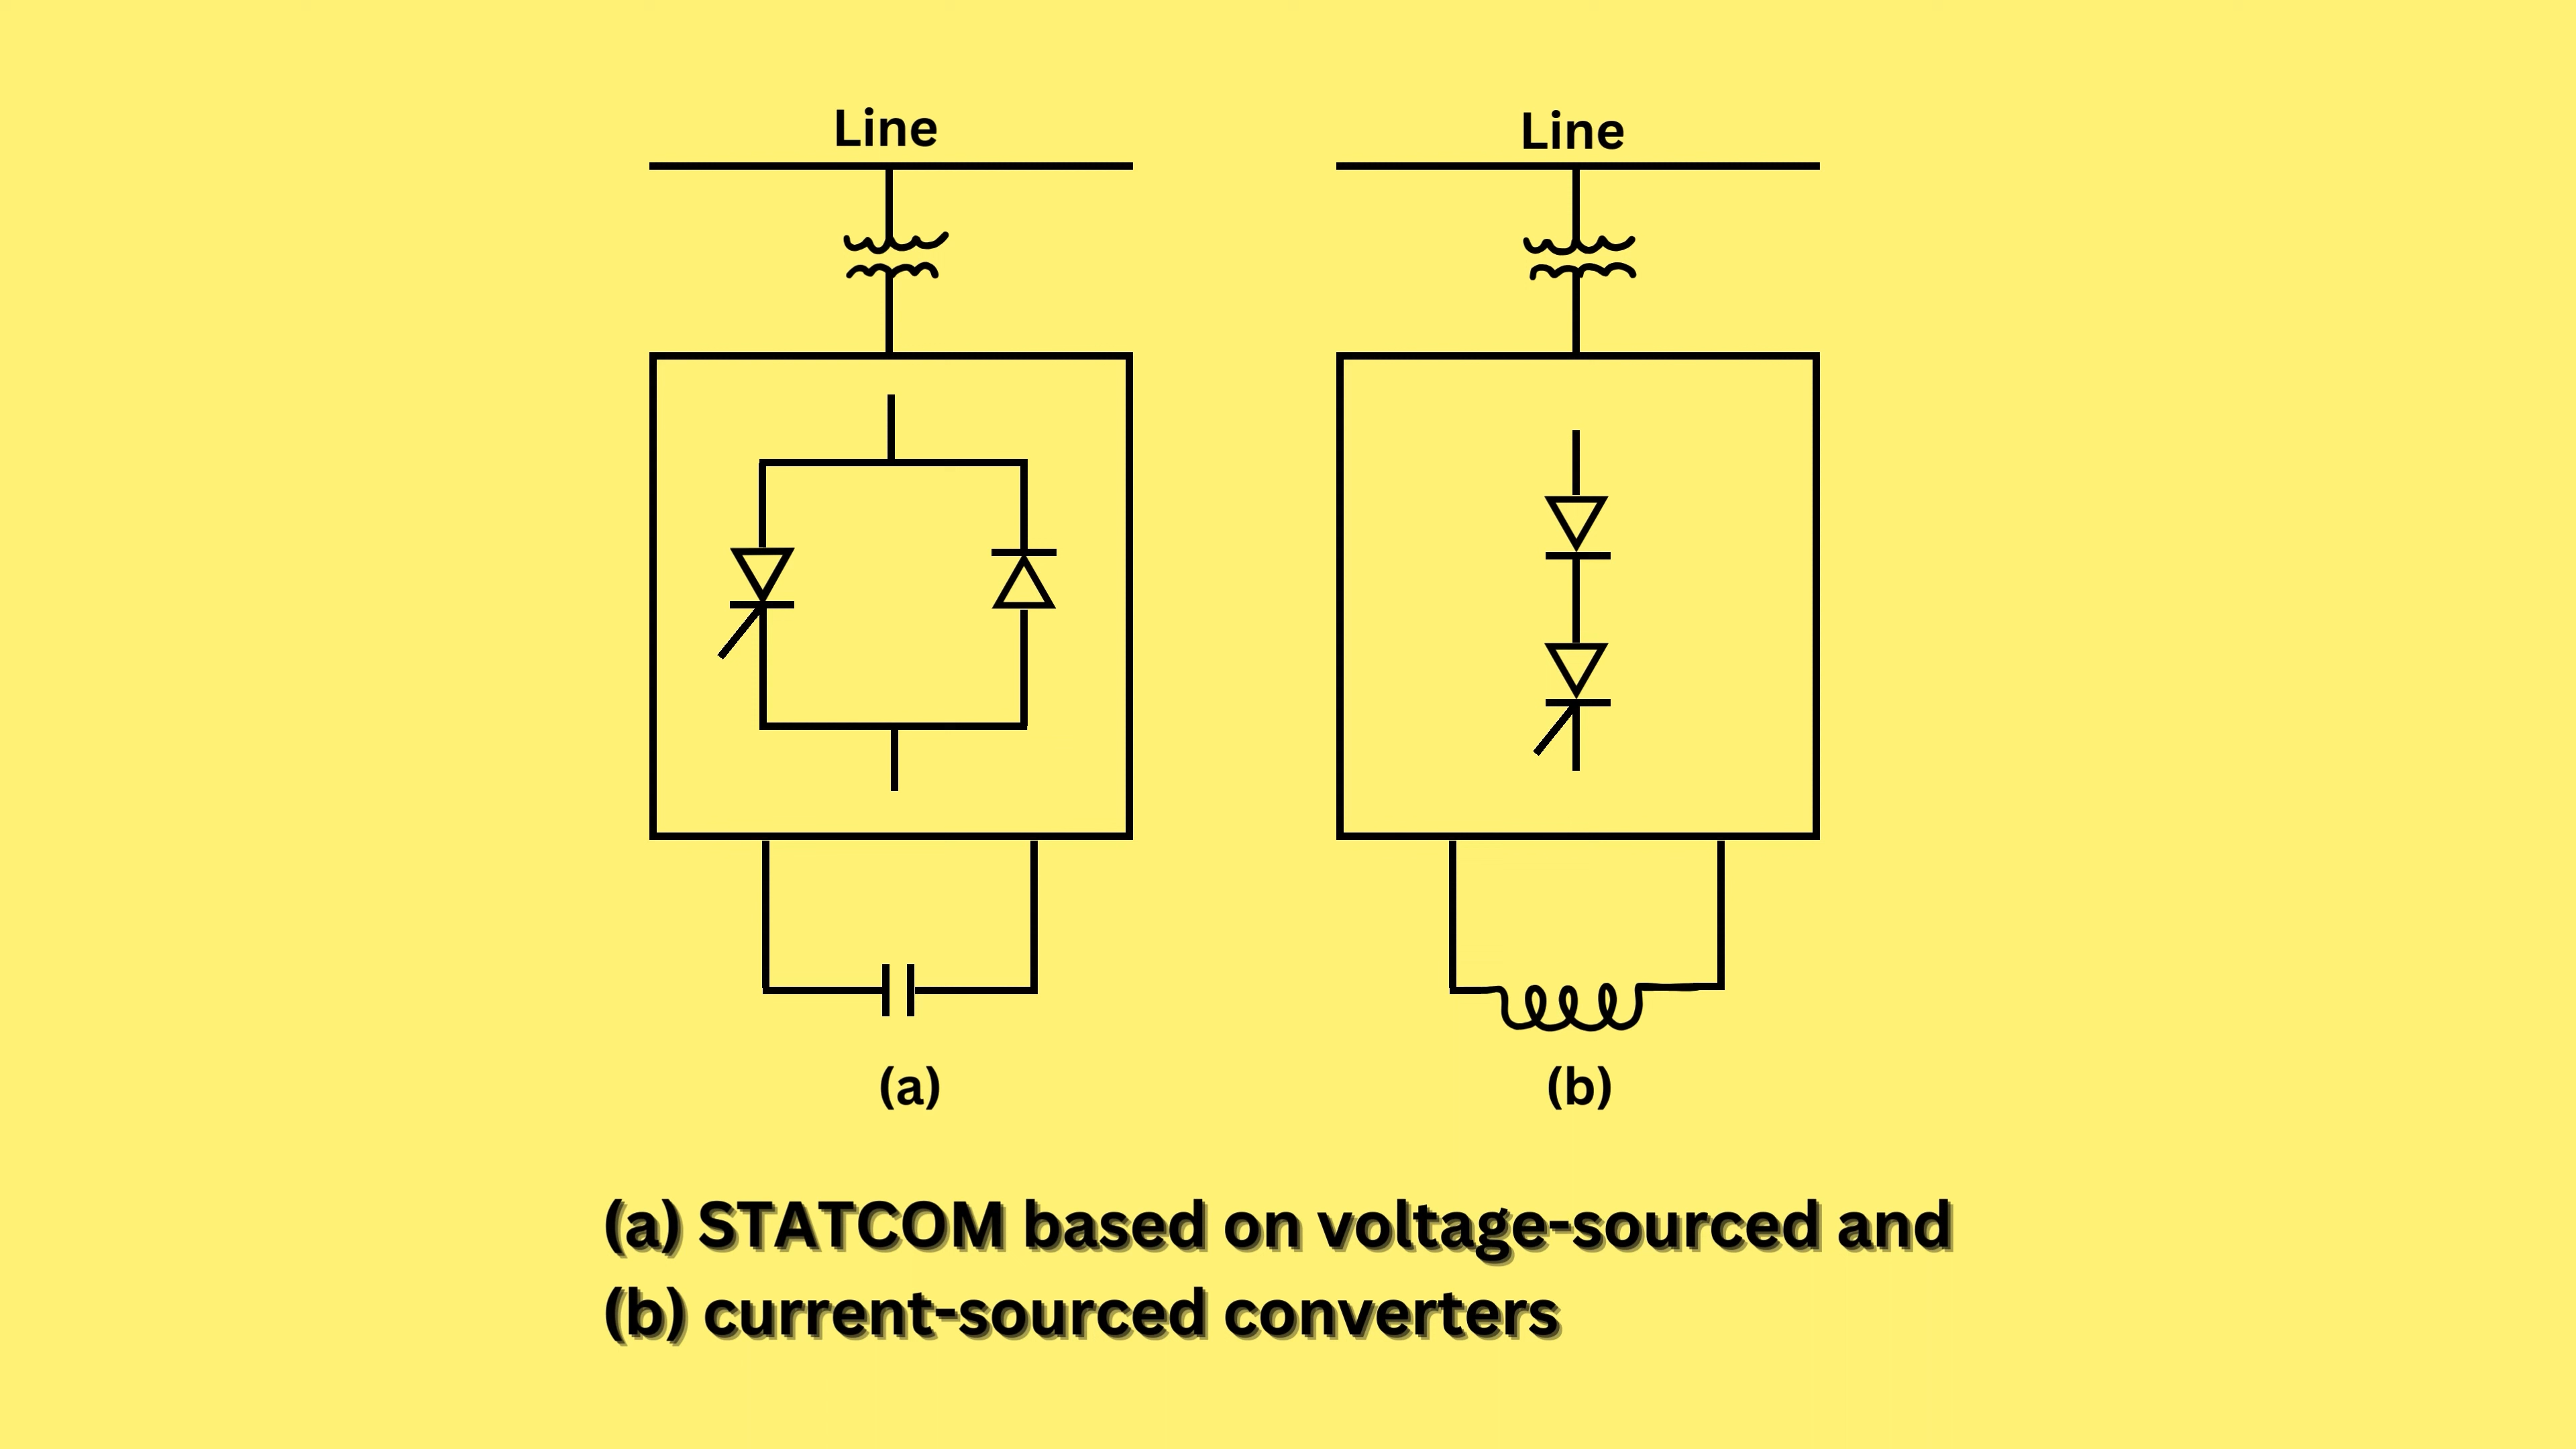 Line
Line
(a)
(b)
(a) STATCOM based on voltage-sourced and
(b) current-sourced converters